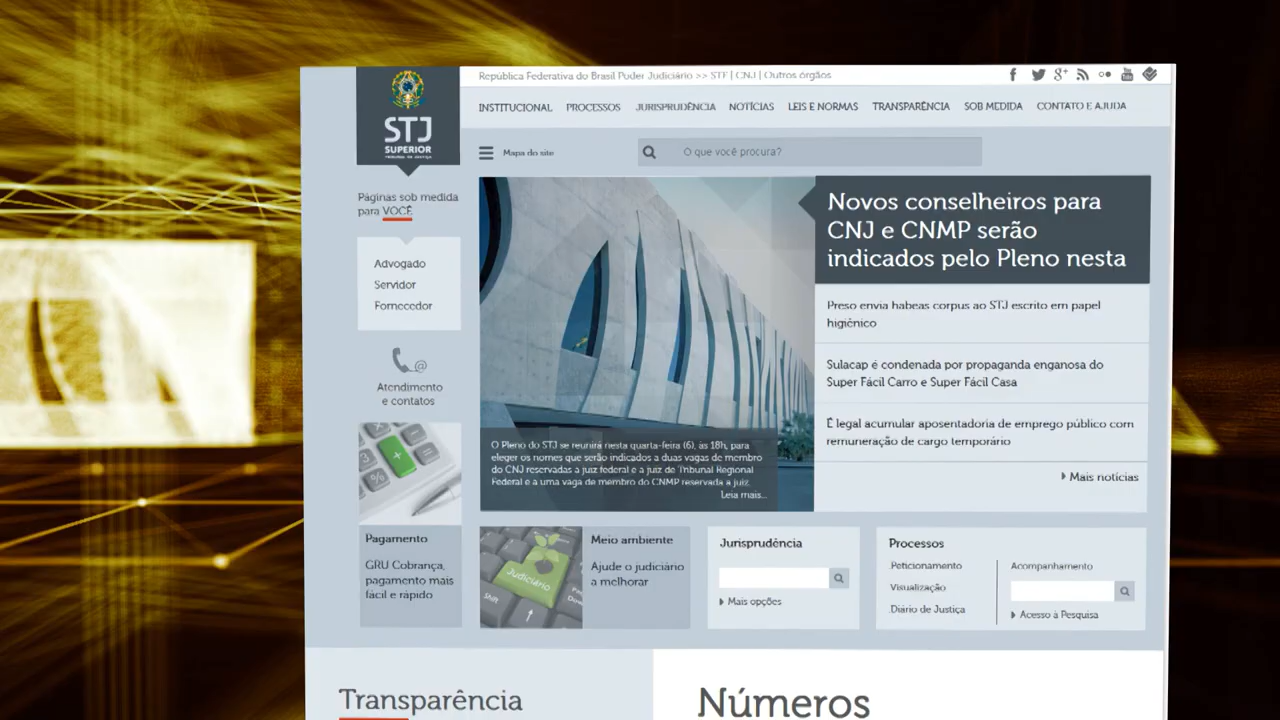 República Federativa do Brasil Poder Judiciário >> STF | CNJ | Outros órgãos
STJ
SUPERIOR
TRIBUNAL DE JUSTIÇA
INSTITUCIONAL PROCESSOS JURISPRUDÊNCIA NOTÍCIAS LEIS E NORMAS TRANSPARÊNCIA SOB MEDIDA CONTATO E AJUDA
Mapa do site
O que você procura?
Páginas sob medida
para VOCÊ
Advogado
Servidor
Fornecedor
Atendimento
e contatos
Novos conselheiros para
CNJ e CNMP serão
indicados pelo Pleno nesta
Preso envia habeas corpus ao STJ escrito em papel
higiênico
Sulacap é condenada por propaganda enganosa do
Super Fácil Carro e Super Fácil Casa
É legal acumular aposentadoria de emprego público com
remuneração de cargo temporário
Mais notícias
O Pleno do STJ se reunirá nesta quarta-feira (6), às 18h, para
eleger os nomes que serão indicados a duas vagas de membro
do CNJ reservadas a juiz federal e a juiz de Tribunal Regional
Federal e a uma vaga de membro do CNMP reservada a juiz.
Leia mais...
Pagamento
GRU Cobrança,
pagamento mais
fácil e rápido
Judiciário
Shift
Meio ambiente
Ajude o judiciário
a melhorar
Jurisprudência
Mais opções
Processos
Peticionamento
Visualização
Diário de Justiça
Acompanhamento
Acesso à Pesquisa
Transparência
Números